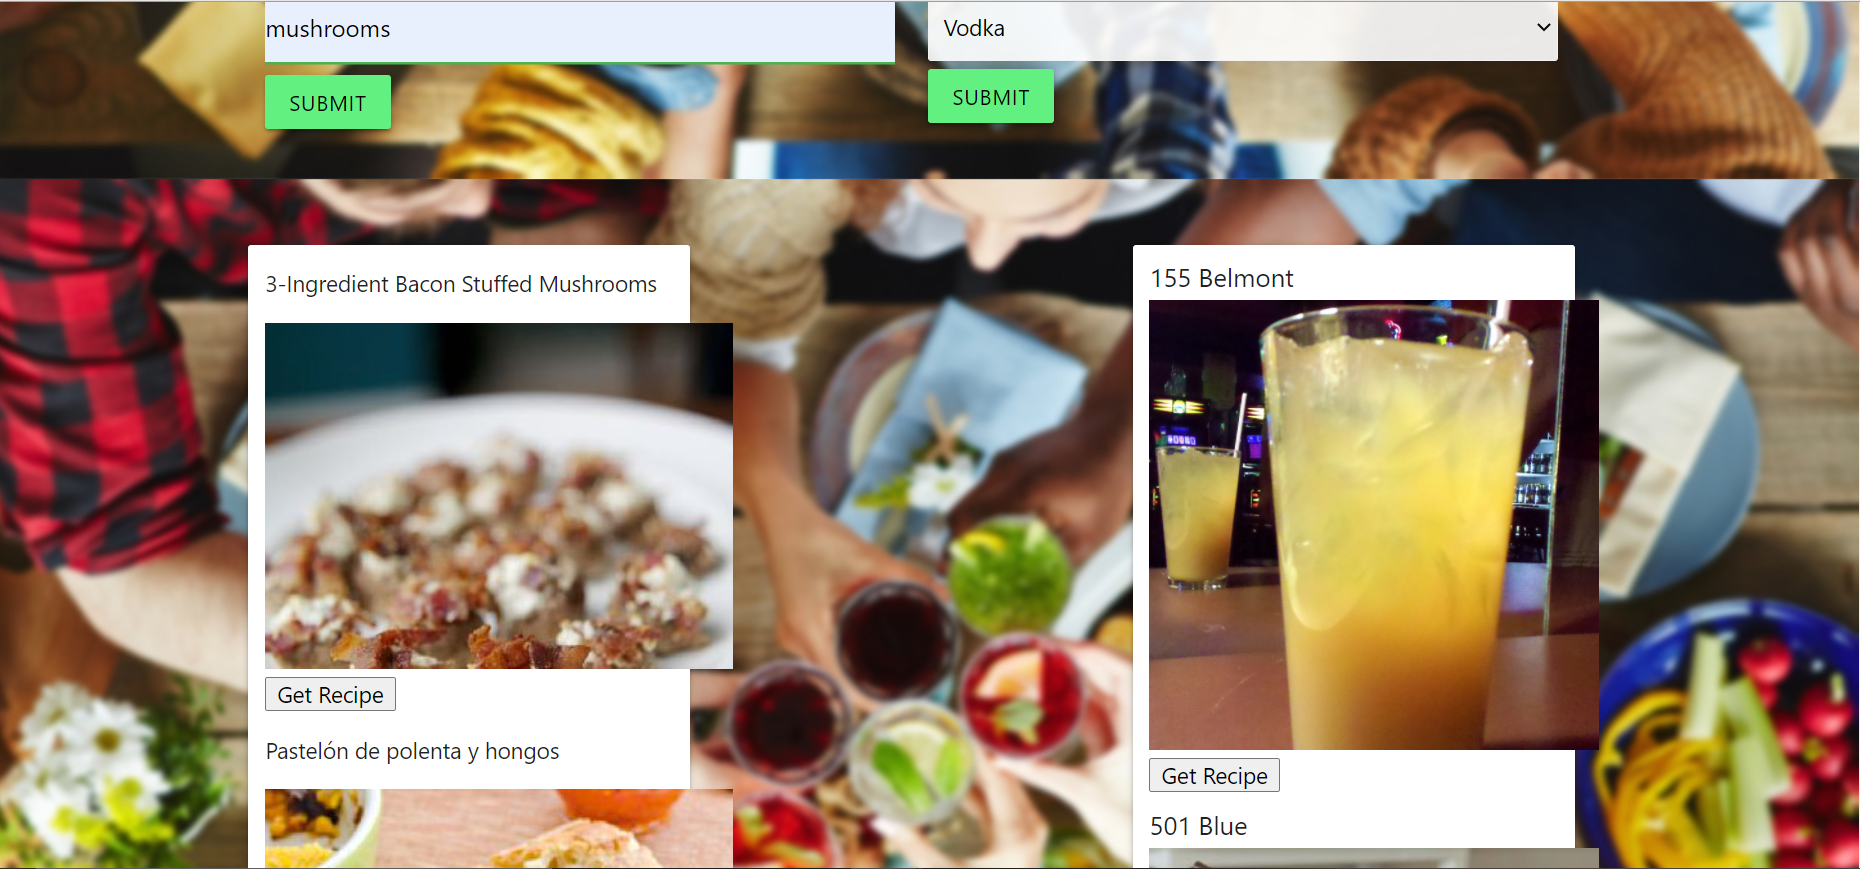 mushrooms
SUBMIT
Vodka
SUBMIT
3-Ingredient Bacon Stuffed Mushrooms
Get Recipe
Pastelón de polenta y hongos
155 Belmont
Get Recipe
501 Blue